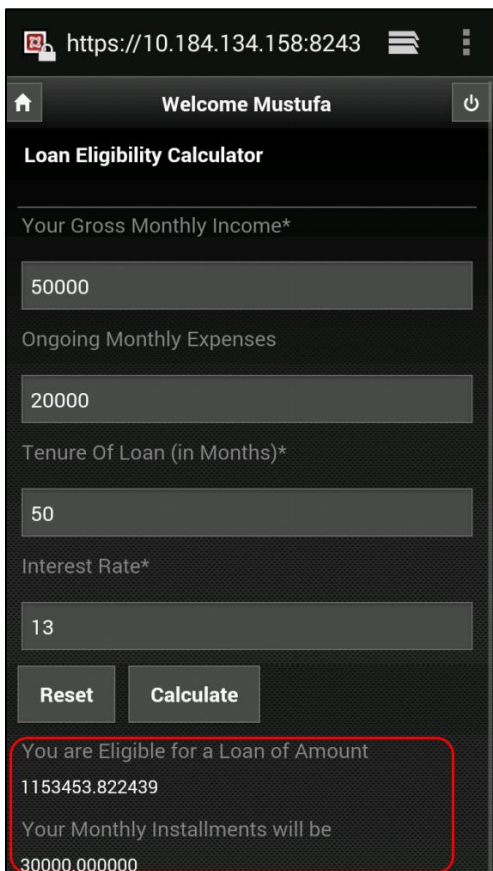 https://10.184.134.158:8243
Welcome Mustufa
Loan Eligibility Calculator
Your Gross Monthly Income*
50000
Ongoing Monthly Expenses
20000
Tenure Of Loan (in Months)*
50
Interest Rate*
13
Reset Calculate
You are Eligible for a Loan of Amount
1153453.822439
Your Monthly Installments will be
30000.000000